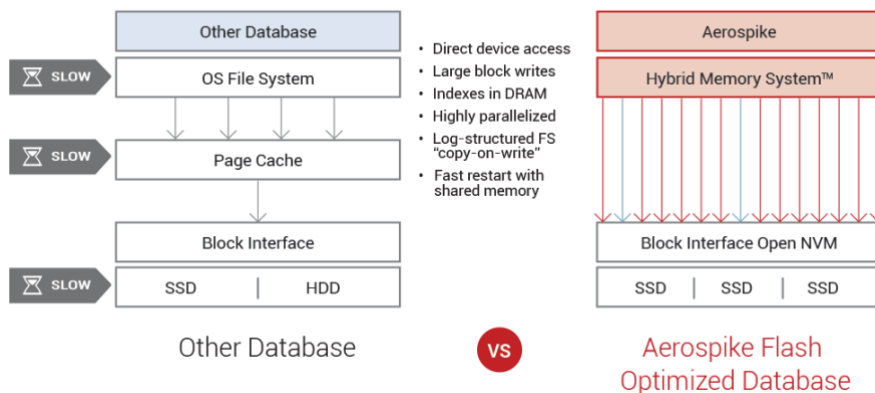 Other Database
SLOW
OS File System
SLOW
Page Cache
Block Interface
SLOW
SSD | HDD
Other Database
• Direct device access
• Large block writes
• Indexes in DRAM
• Highly parallelized
• Log-structured FS
“copy-on-write”
• Fast restart with
shared memory
VS
Aerospike
Hybrid Memory System™
Block Interface Open NVM
SSD | SSD | SSD
Aerospike Flash
Optimized Database